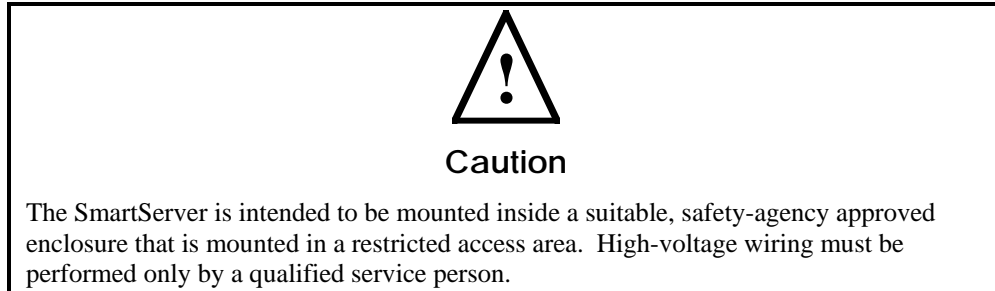 !
Caution
The SmartServer is intended to be mounted inside a suitable, safety-agency approved
enclosure that is mounted in a restricted access area.  High-voltage wiring must be
performed only by a qualified service person.